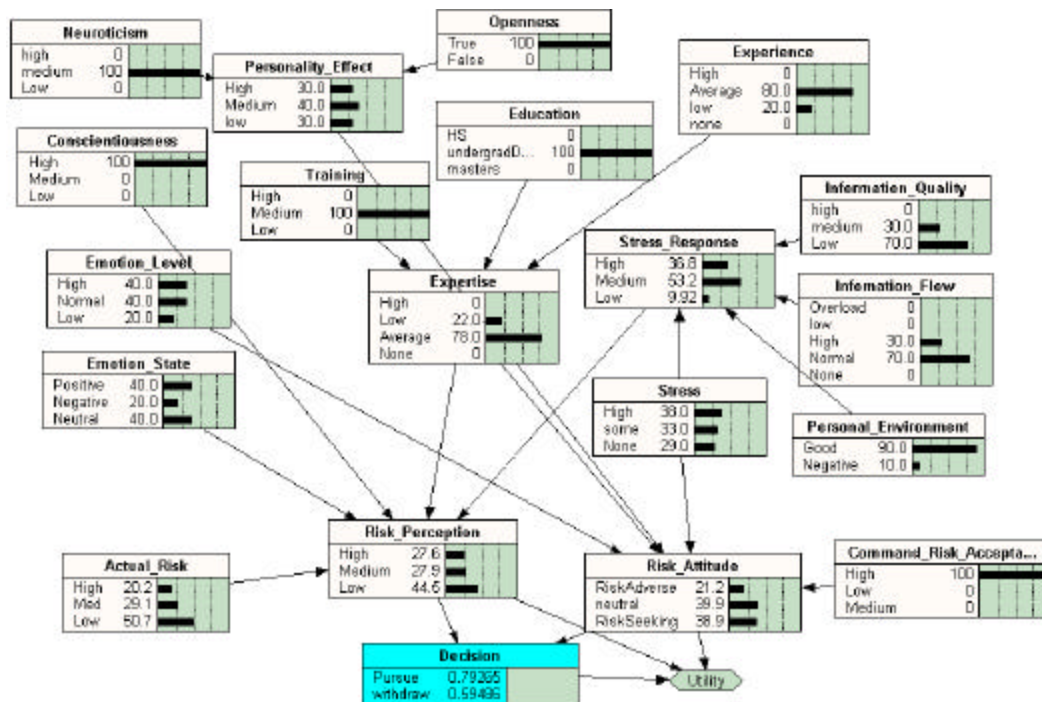 Neuroticism
high 0
medium 100
Low 0
Openness
True 100
False 0
Personality_Effect
High 30.0
Medium 40.0
low 30.0
Experience
High 0
Average 80.0
low 20.0
none 0
Education
HS 0
undergradD... 100
masters 0
Conscientiousness
High 100
Medium 0
Low 0
Training
High 0
Medium 100
Low 0
Information_Quality
high 0
medium 30.0
Low 70.0
Stress_Response
High 36.8
Medium 53.2
Low 9.92
Emotion_Level
High 40.0
Normal 40.0
Low 20.0
Expertise
High 0
Low 22.0
Average 78.0
None 0
Information_Flow
Overload 0
low 0
High 30.0
Normal 70.0
None 0
Emotion_State
Positive 40.0
Negative 20.0
Neutral 40.0
Stress
High 38.0
some 33.0
None 29.0
Personal_Environment
Good 90.0
Negative 10.0
Risk_Perception
High 27.6
Medium 27.9
Low 44.5
Actual_Risk
High 20.2
Med 29.1
Low 50.7
Risk_Attitude
RiskAdverse 21.2
neutral 39.9
RiskSeeking 38.9
Command_Risk_Accepta...
High 100
Low 0
Medium 0
Decision
Pursue 0.79265
withdraw 0.59486
Utility